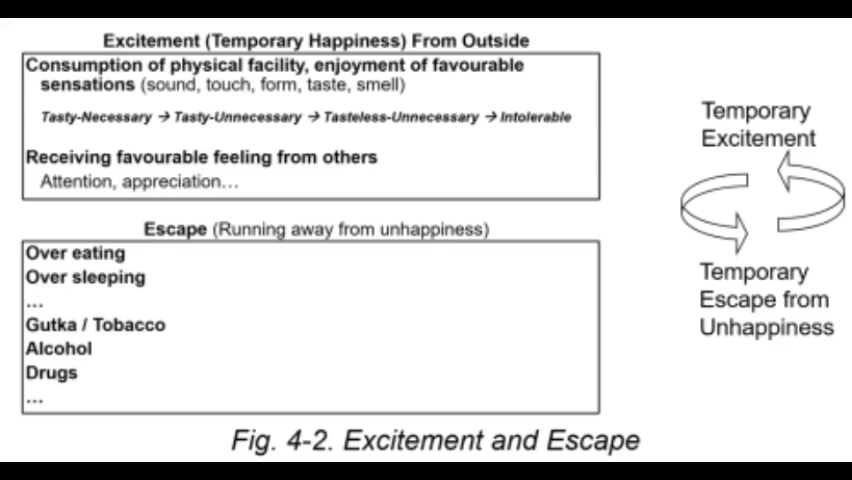 Excitement (Temporary Happiness) From Outside
Consumption of physical facility, enjoyment of favourable
sensations (sound, touch, form, taste, smell)
Tasty-Necessary → Tasty-Unnecessary → Tasteless-Unnecessary → Intolerable
Receiving favourable feeling from others
Attention, appreciation…
Escape (Running away from unhappiness)
Over eating
Over sleeping
…
Gutka / Tobacco
Alcohol
Drugs
…
Temporary
Excitement
Temporary
Escape from
Unhappiness
Fig. 4-2. Excitement and Escape